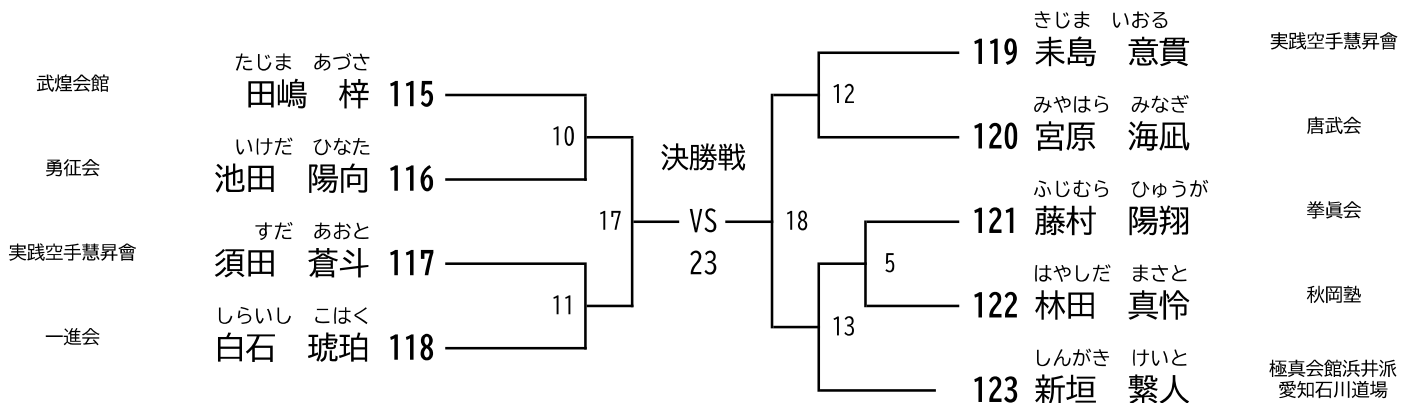 武煌会館
たじま　あづさ
田嶋　梓 115
勇征会
いけだ　ひなた
池田　陽向 116
実践空手慧昇會
すだ　あおと
須田　蒼斗 117
一進会
しらいし　こはく
白石　琥珀 118
10
11
17
決勝戦
VS
23
18
12
13
5
きじま　いおる
119 耒島　意貫
実践空手慧昇會
みやはら　みなぎ
120 宮原　海凪
唐武会
ふじむら　ひゅうが
121 藤村　陽翔
拳眞会
はやしだ　まさと
122 林田　真怜
秋岡塾
しんがき　けいと
123 新垣　繋人
極真会館浜井派
愛知石川道場